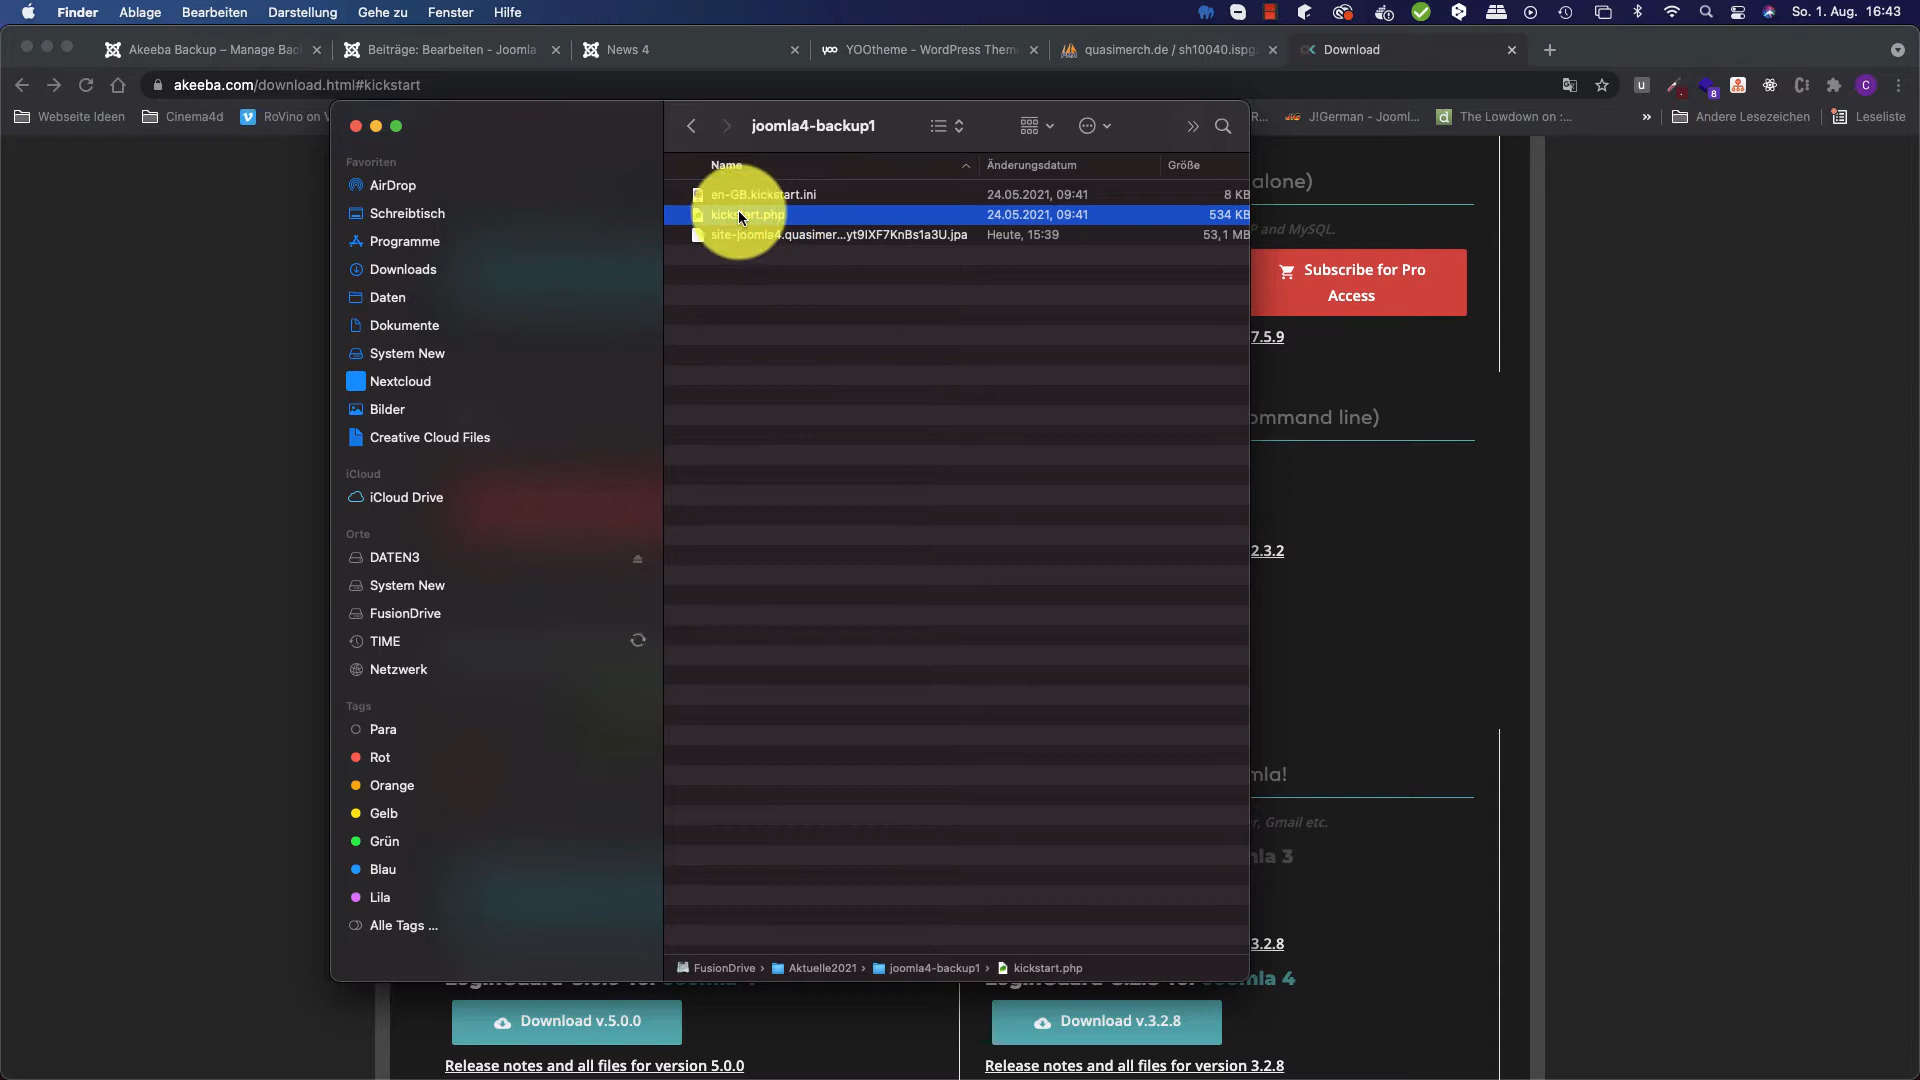 Finder Ablage Bearbeiten Darstellung Gehe zu Fenster Hilfe So. 1. Aug. 16:43
Akeeba Backup – Manage Bac Beiträge: Bearbeiten - Joomla News 4 YOOtheme - WordPress Them quasimerch.de / sh10040.ispg Download
akeeba.com/download.html#kickstart
Webseite Ideen Cinema4d RoVino on V R... J!German - Jooml... The Lowdown on :... Andere Lesezeichen Leseliste
joomla4-backup1
Favoriten
AirDrop
Schreibtisch
Programme
Downloads
Daten
Dokumente
System New
Nextcloud
Bilder
Creative Cloud Files
iCloud
iCloud Drive
Orte
DATEN3
System New
FusionDrive
TIME
Netzwerk
Tags
Para
Rot
Orange
Gelb
Grün
Blau
Lila
Alle Tags ...
Name Änderungsdatum Größe
en-GB.kickstart.ini 24.05.2021, 09:41 8 KB
kickstart.php 24.05.2021, 09:41 534 KB
site-joomla4.quasimer...yt9IXF7KnBs1a3U.jpa Heute, 15:39 53,1 MB
FusionDrive › Aktuelle2021 › joomla4-backup1 › kickstart.php
alone)
P and MySQL.
Subscribe for Pro
Access
7.5.9
ommand line)
2.3.2
mla!
r, Gmail etc.
mla 3
3.2.8
mla 4
Download v.5.0.0 Download v.3.2.8
Release notes and all files for version 5.0.0 Release notes and all files for version 3.2.8